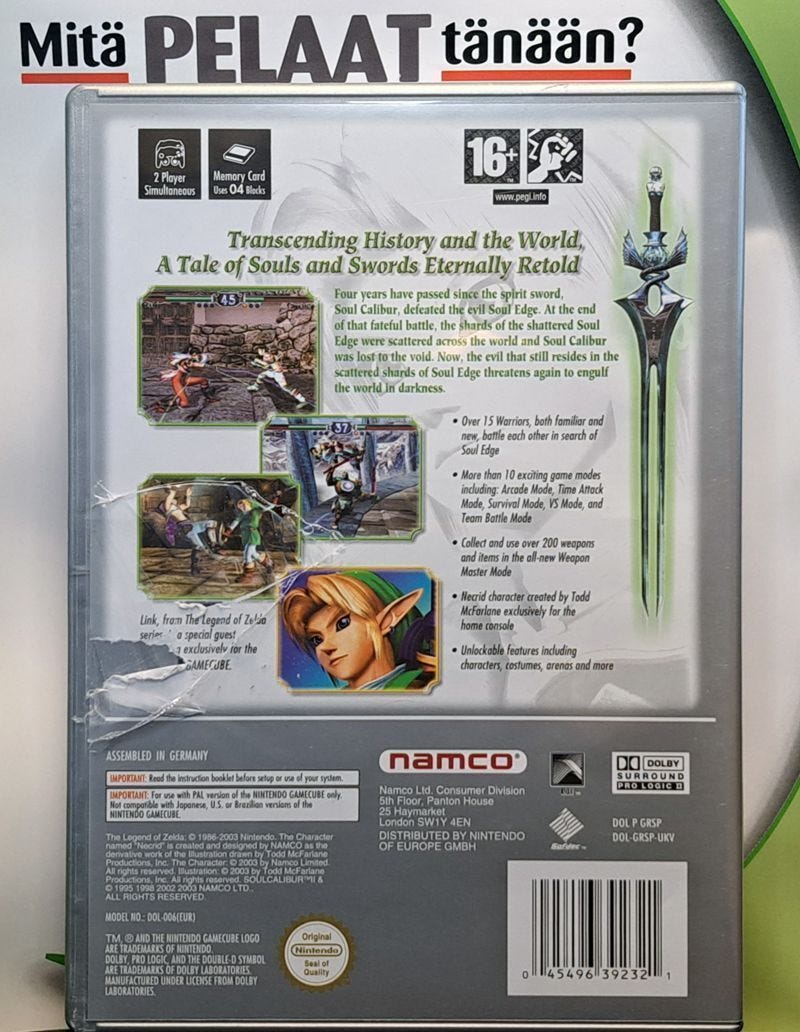 Mitä PELAAT tänään?
2 Player
Simultaneous
Memory Card
Uses 04 Blocks
16+
www.pegi.info
Transcending History and the World,
A Tale of Souls and Swords Eternally Retold
45
Four years have passed since the spirit sword,
Soul Calibur, defeated the evil Soul Edge. At the end
of that fateful battle, the shards of the shattered Soul
Edge were scattered across the world and Soul Calibur
was lost to the void. Now, the evil that still resides in the
scattered shards of Soul Edge threatens again to engulf
the world in darkness.
37
• Over 15 Warriors, both familiar and
new, battle each other in search of
Soul Edge
• More than 10 exciting game modes
including: Arcade Mode, Time Attack
Mode, Survival Mode, VS Mode, and
Team Battle Mode
• Collect and use over 200 weapons
and items in the all-new Weapon
Master Mode
• Necrid character created by Todd
McFarlane exclusively for the
home console
• Unlockable features including
characters, costumes, arenas and more
Link, from The Legend of Zelda
series a special guest
exclusively for the
GAMECUBE.
ASSEMBLED IN GERMANY
IMPORTANT: Read the instruction booklet before setup or use of your system.
IMPORTANT: For use with PAL version of the NINTENDO GAMECUBE only.
Not compatible with Japanese, U.S. or Brazilian versions of the
NINTENDO GAMECUBE.
The Legend of Zelda: © 1986-2003 Nintendo. The Character
named "Necrid" is created and designed by NAMCO as the
derivative work of the Illustration drawn by Todd McFarlane
Productions, Inc. The Character: © 2003 by Namco Limited.
All rights reserved. Illustration: © 2003 by Todd McFarlane
Productions, Inc. All rights reserved. SOULCALIBUR™II &
© 1995 1998 2002 2003 NAMCO LTD.,
ALL RIGHTS RESERVED.
MODEL NO.: DOL-006(EUR)
TM, ® AND THE NINTENDO GAMECUBE LOGO
ARE TRADEMARKS OF NINTENDO.
DOLBY, PRO LOGIC, AND THE DOUBLE-D SYMBOL
ARE TRADEMARKS OF DOLBY LABORATORIES.
MANUFACTURED UNDER LICENSE FROM DOLBY
LABORATORIES.
namco®
Namco Ltd. Consumer Division
5th Floor, Panton House
25 Haymarket
London SW1Y 4EN
DISTRIBUTED BY NINTENDO
OF EUROPE GMBH
DOLBY
SURROUND
PRO LOGIC II
DOL P GRSP
DOL-GRSP-UKV
Original
Nintendo
Seal of
Quality
0 45496 39232 1